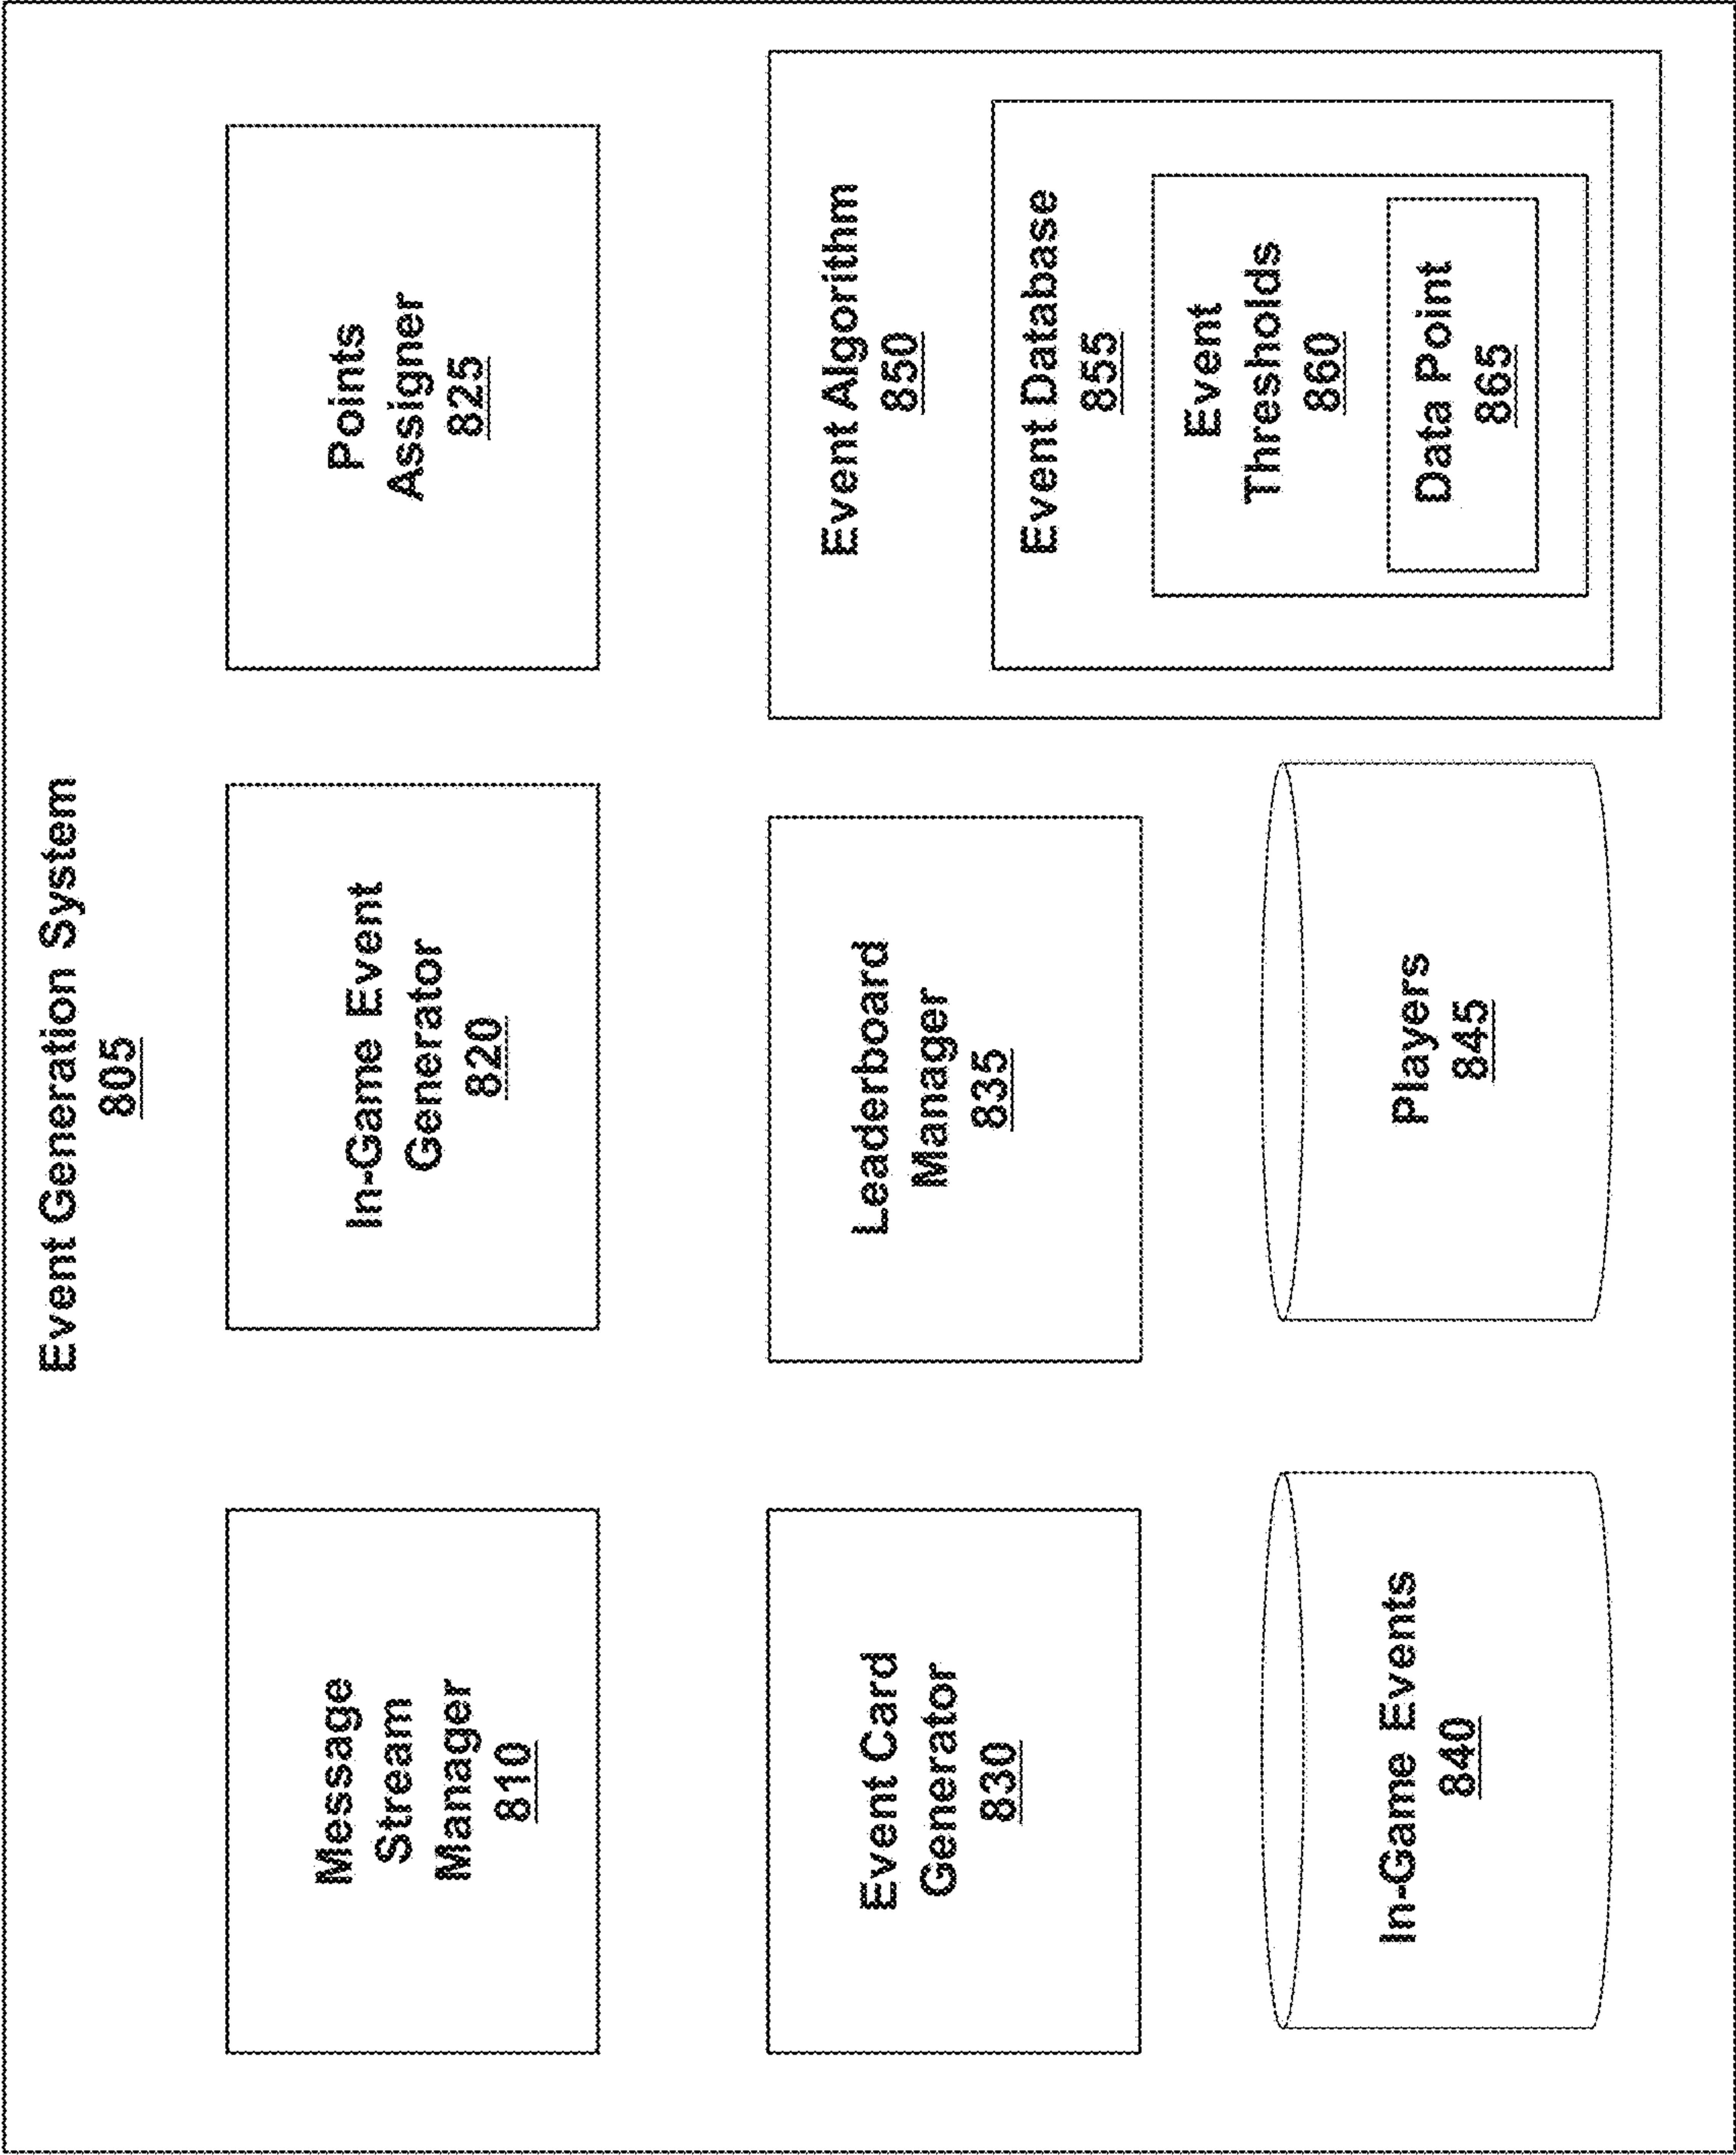 Event Generation System
805
Message
Stream
Manager
810
In-Game Event
Generator
820
Points
Assigner
825
Event Card
Generator
830
Leaderboard
Manager
835
Event Algorithm
850
Event Database
855
Event
Thresholds
860
Data Point
865
In-Game Events
840
Players
845